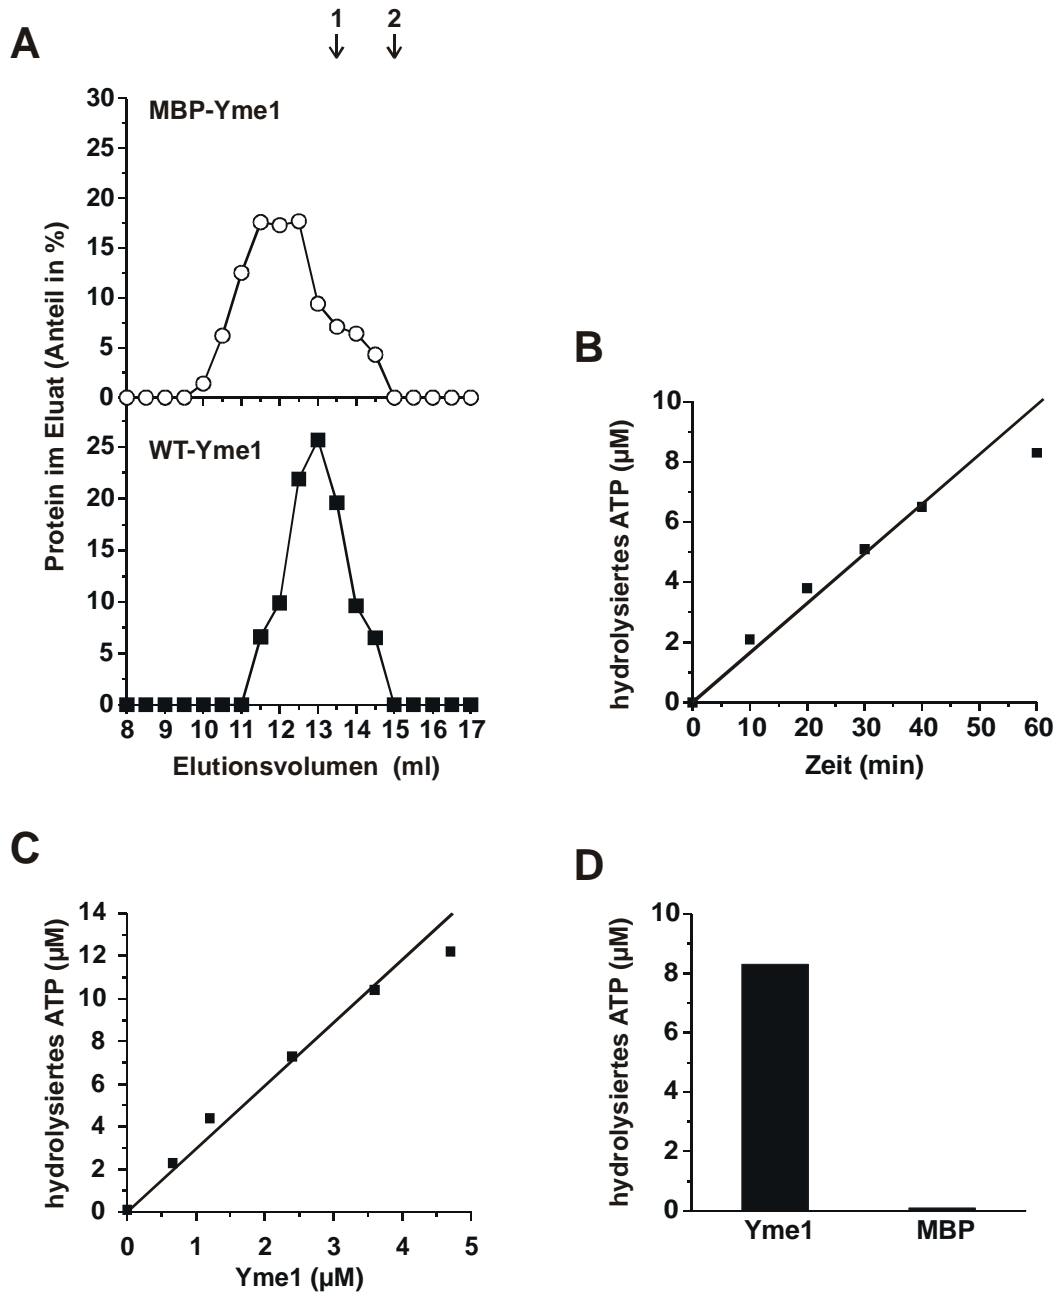 A
1 2
MBP-Yme1
30
25
20
15
10
5
0
WT-Yme1
25
20
15
10
5
0
8 9 10 11 12 13 14 15 16 17
Elutionsvolumen (ml)
Protein im Eluat (Anteil in %)
B
10
8
6
4
2
0
0 10 20 30 40 50 60
Zeit (min)
hydrolysiertes ATP (µM)
C
14
12
10
8
6
4
2
0
0 1 2 3 4 5
Yme1 (µM)
hydrolysiertes ATP (µM)
D
10
8
6
4
2
0
Yme1 MBP
hydrolysiertes ATP (µM)